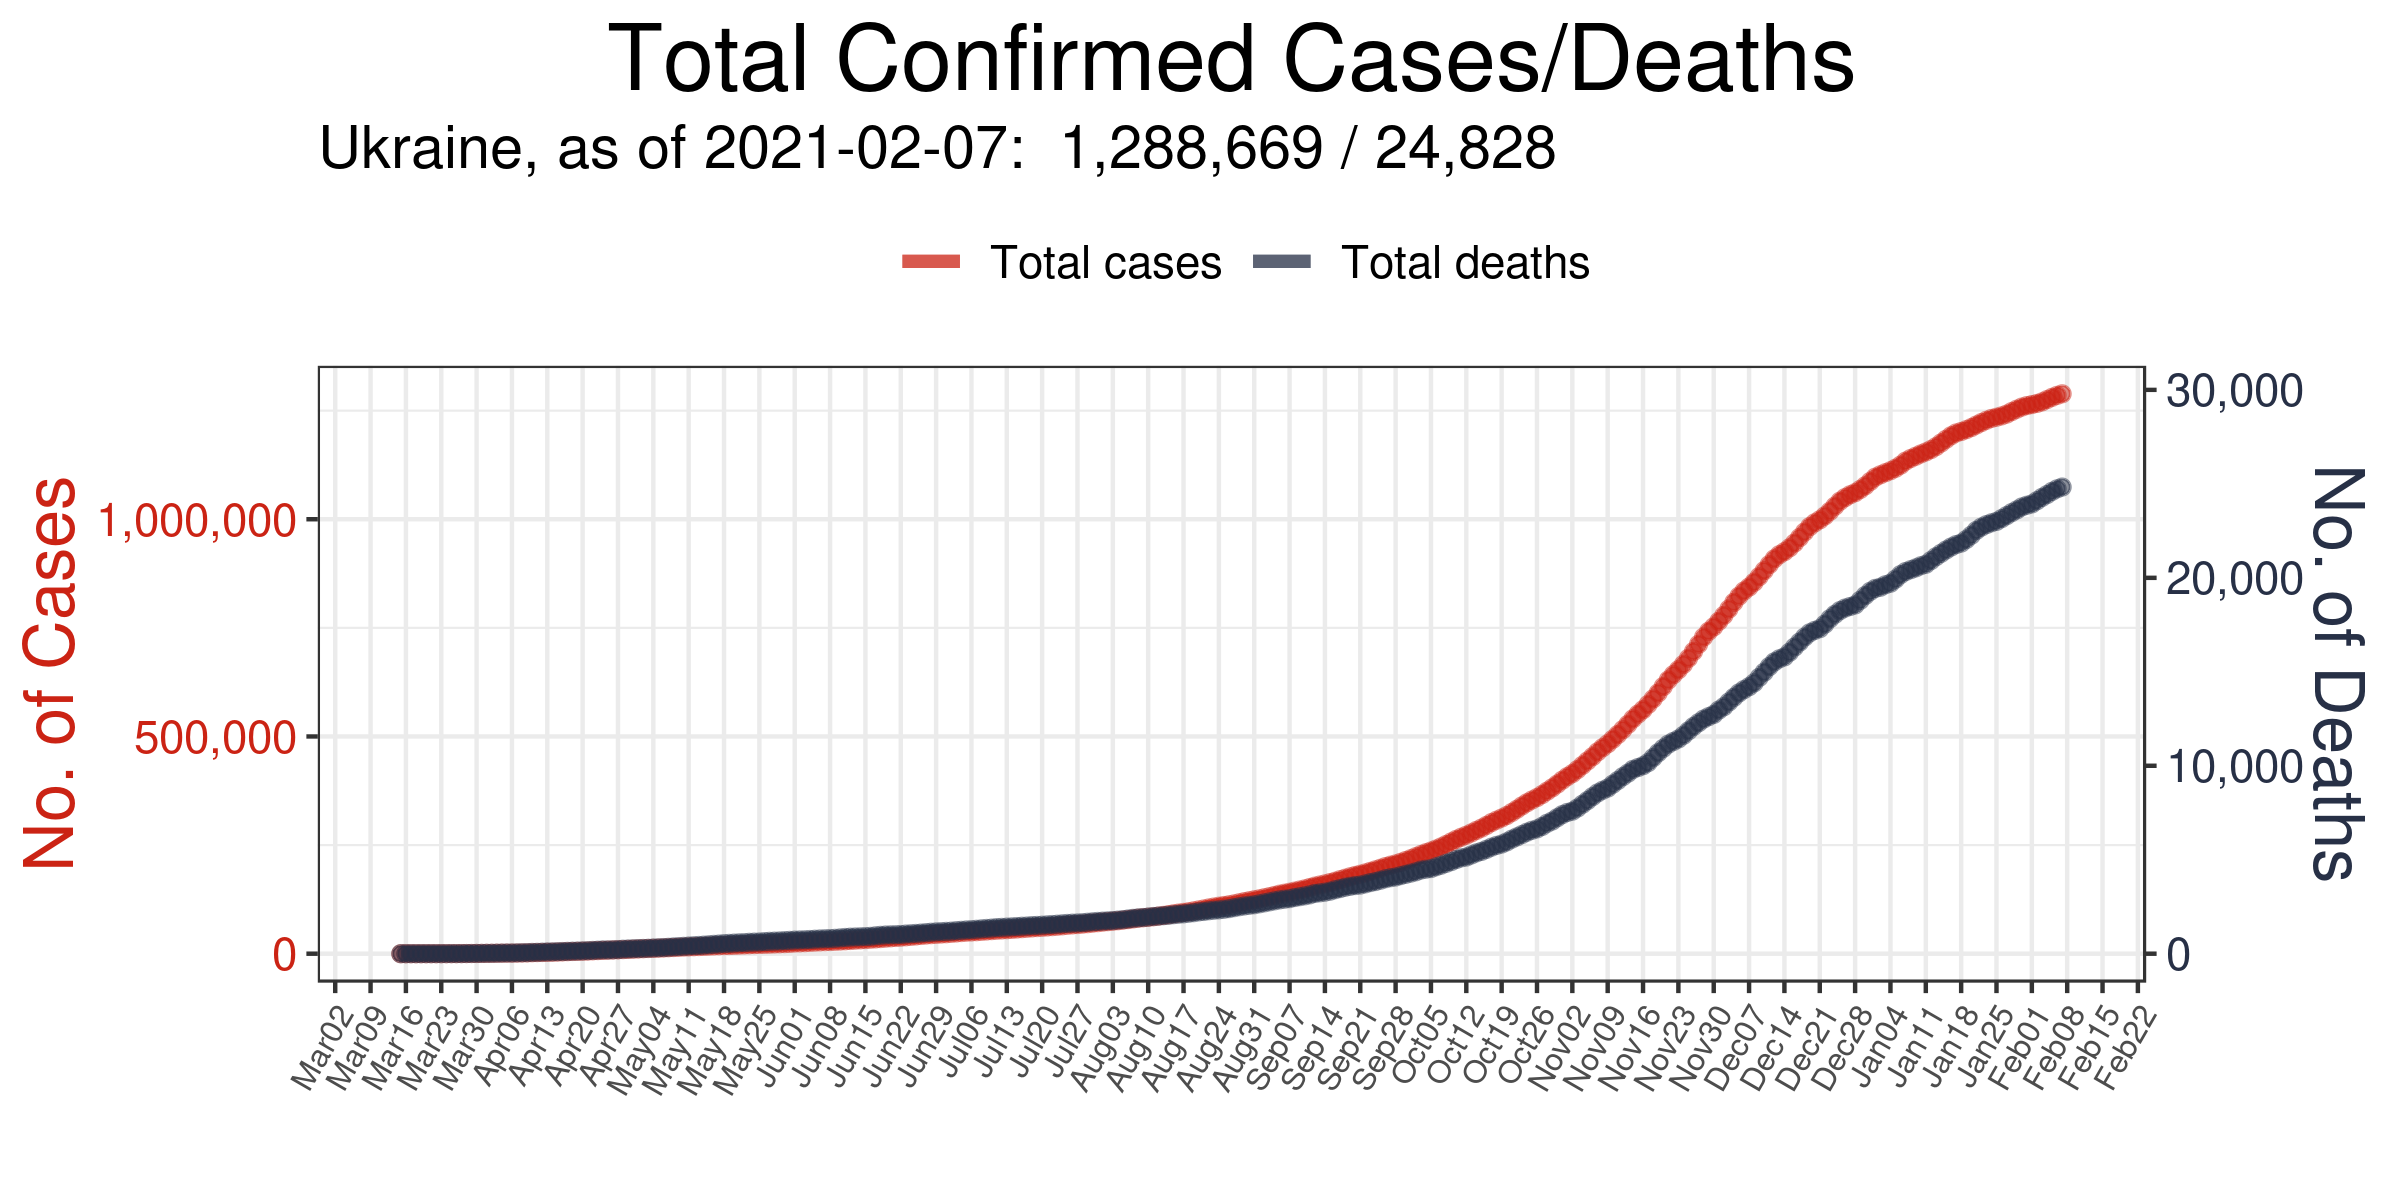 Total Confirmed Cases/Deaths
Ukraine, as of 2021-02-07:  1,288,669 / 24,828
Total cases
Total deaths
No. of Cases
1,000,000
500,000
0
30,000
20,000
10,000
0
No. of Deaths
Mar02
Mar09
Mar16
Mar23
Mar30
Apr06
Apr13
Apr20
Apr27
May04
May11
May18
May25
Jun01
Jun08
Jun15
Jun22
Jun29
Jul06
Jul13
Jul20
Jul27
Aug03
Aug10
Aug17
Aug24
Aug31
Sep07
Sep14
Sep21
Sep28
Oct05
Oct12
Oct19
Oct26
Nov02
Nov09
Nov16
Nov23
Nov30
Dec07
Dec14
Dec21
Dec28
Jan04
Jan11
Jan18
Jan25
Feb01
Feb08
Feb15
Feb22